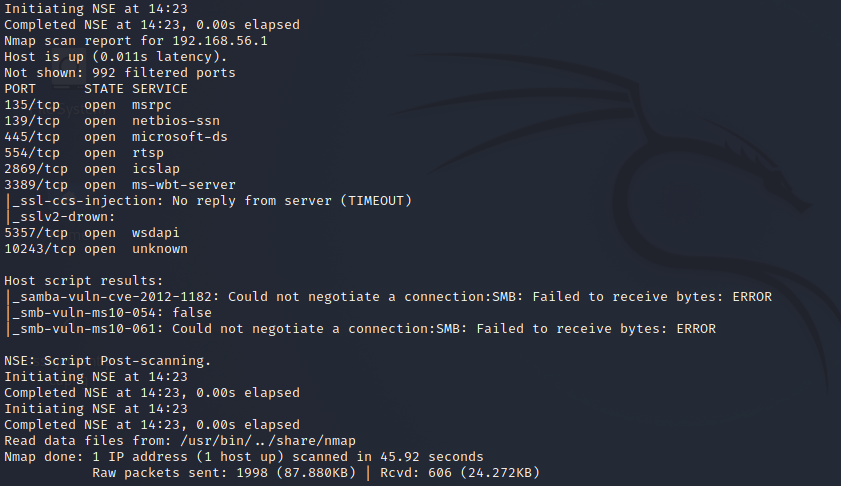 Initiating NSE at 14:23
Completed NSE at 14:23, 0.00s elapsed
Nmap scan report for 192.168.56.1
Host is up (0.011s latency).
Not shown: 992 filtered ports
PORT      STATE SERVICE
135/tcp   open  msrpc
139/tcp   open  netbios-ssn
445/tcp   open  microsoft-ds
554/tcp   open  rtsp
2869/tcp  open  icslap
3389/tcp  open  ms-wbt-server
|_ssl-ccs-injection: No reply from server (TIMEOUT)
|_sslv2-drown:
5357/tcp  open  wsdapi
10243/tcp open  unknown
Host script results:
|_samba-vuln-cve-2012-1182: Could not negotiate a connection:SMB: Failed to receive bytes: ERROR
|_smb-vuln-ms10-054: false
|_smb-vuln-ms10-061: Could not negotiate a connection:SMB: Failed to receive bytes: ERROR
NSE: Script Post-scanning.
Initiating NSE at 14:23
Completed NSE at 14:23, 0.00s elapsed
Initiating NSE at 14:23
Completed NSE at 14:23, 0.00s elapsed
Read data files from: /usr/bin/../share/nmap
Nmap done: 1 IP address (1 host up) scanned in 45.92 seconds
           Raw packets sent: 1998 (87.880KB) | Rcvd: 606 (24.272KB)